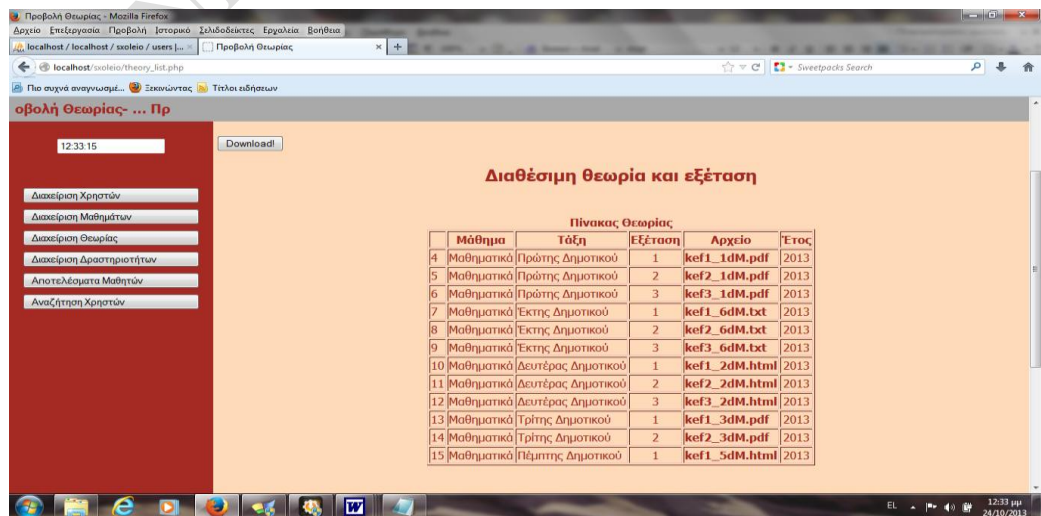 Προβολή Θεωρίας - Mozilla Firefox
Αρχείο Επεξεργασία Προβολή Ιστορικό Σελιδοδείκτες Εργαλεία Βοήθεια
localhost / localhost / sxoleio / users |...
Προβολή Θεωρίας
localhost/sxoleio/theory_list.php
Sweetpacks Search
Πιο συχνά αναγνωσμέ... Ξεκινώντας Τίτλοι ειδήσεων
οβολή Θεωρίας- ... Πρ
12:33:15
Διαχείριση Χρηστών
Διαχείριση Μαθημάτων
Διαχείριση Θεωρίας
Διαχείριση Δραστηριοτήτων
Αποτελέσματα Μαθητών
Αναζήτηση Χρηστών
Download!
Διαθέσιμη θεωρία και εξέταση
Πίνακας Θεωρίας
Μάθημα Τάξη Εξέταση Αρχείο Έτος
4 Μαθηματικά Πρώτης Δημοτικού 1 kef1_1dM.pdf 2013
5 Μαθηματικά Πρώτης Δημοτικού 2 kef2_1dM.pdf 2013
6 Μαθηματικά Πρώτης Δημοτικού 3 kef3_1dM.pdf 2013
7 Μαθηματικά Έκτης Δημοτικού 1 kef1_6dM.txt 2013
8 Μαθηματικά Έκτης Δημοτικού 2 kef2_6dM.txt 2013
9 Μαθηματικά Έκτης Δημοτικού 3 kef3_6dM.txt 2013
10 Μαθηματικά Δευτέρας Δημοτικού 1 kef1_2dM.html 2013
11 Μαθηματικά Δευτέρας Δημοτικού 2 kef2_2dM.html 2013
12 Μαθηματικά Δευτέρας Δημοτικού 3 kef3_2dM.html 2013
13 Μαθηματικά Τρίτης Δημοτικού 1 kef1_3dM.pdf 2013
14 Μαθηματικά Τρίτης Δημοτικού 2 kef2_3dM.pdf 2013
15 Μαθηματικά Πέμπτης Δημοτικού 1 kef1_5dM.html 2013
EL
12:33 μμ
24/10/2013